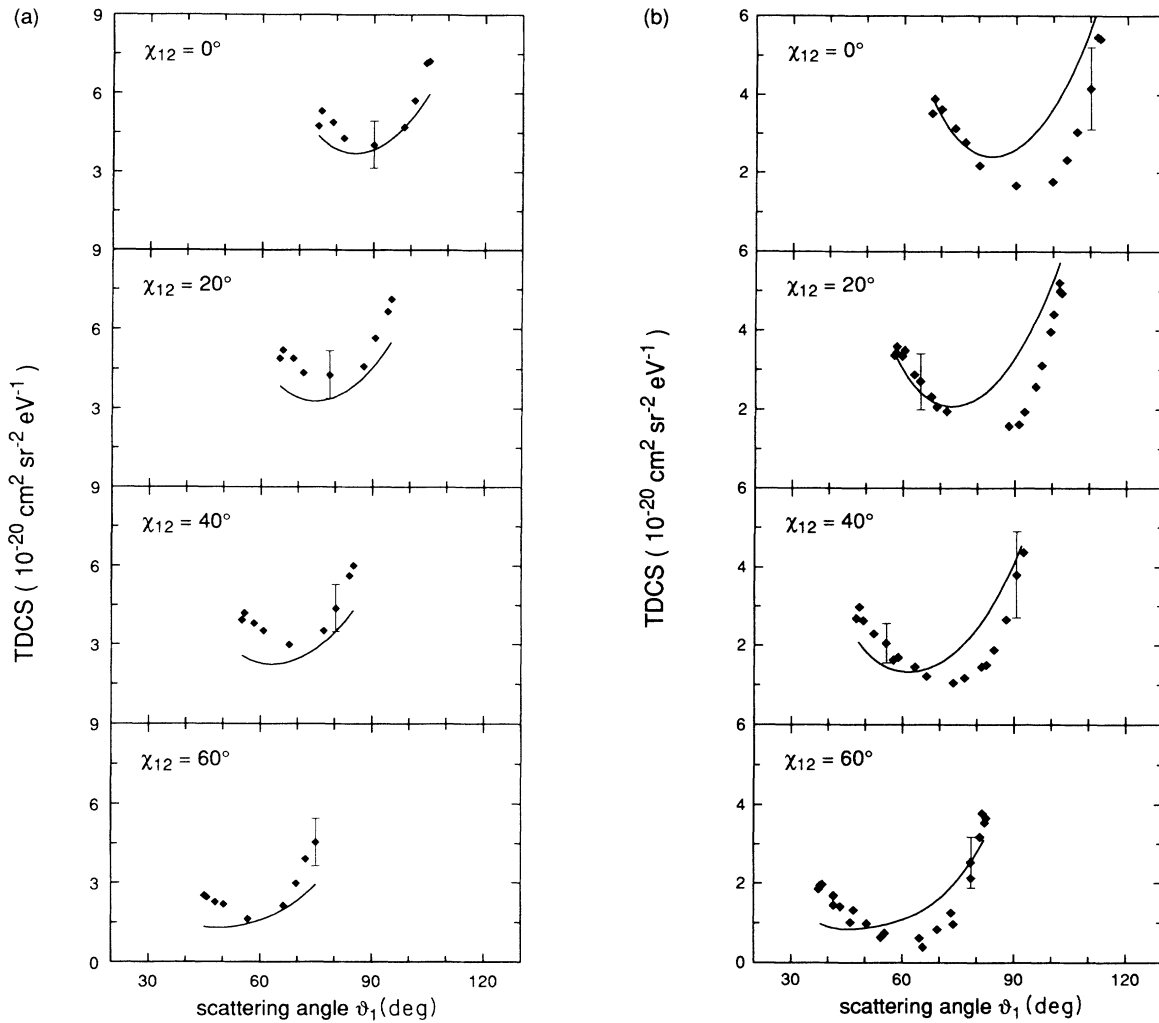 (a)
9
6
3
9
6
3
9
6
3
9
6
3
0
χ12 = 0°
χ12 = 20°
χ12 = 40°
χ12 = 60°
TDCS ( 10-20 cm2 sr-2 eV-1 )
30 60 90 120
scattering angle ϑ1(deg)
(b)
6
4
2
6
4
2
6
4
2
6
4
2
0
χ12 = 0°
χ12 = 20°
χ12 = 40°
χ12 = 60°
TDCS ( 10-20 cm2 sr-2 eV-1 )
30 60 90 120
scattering angle ϑ1(deg)